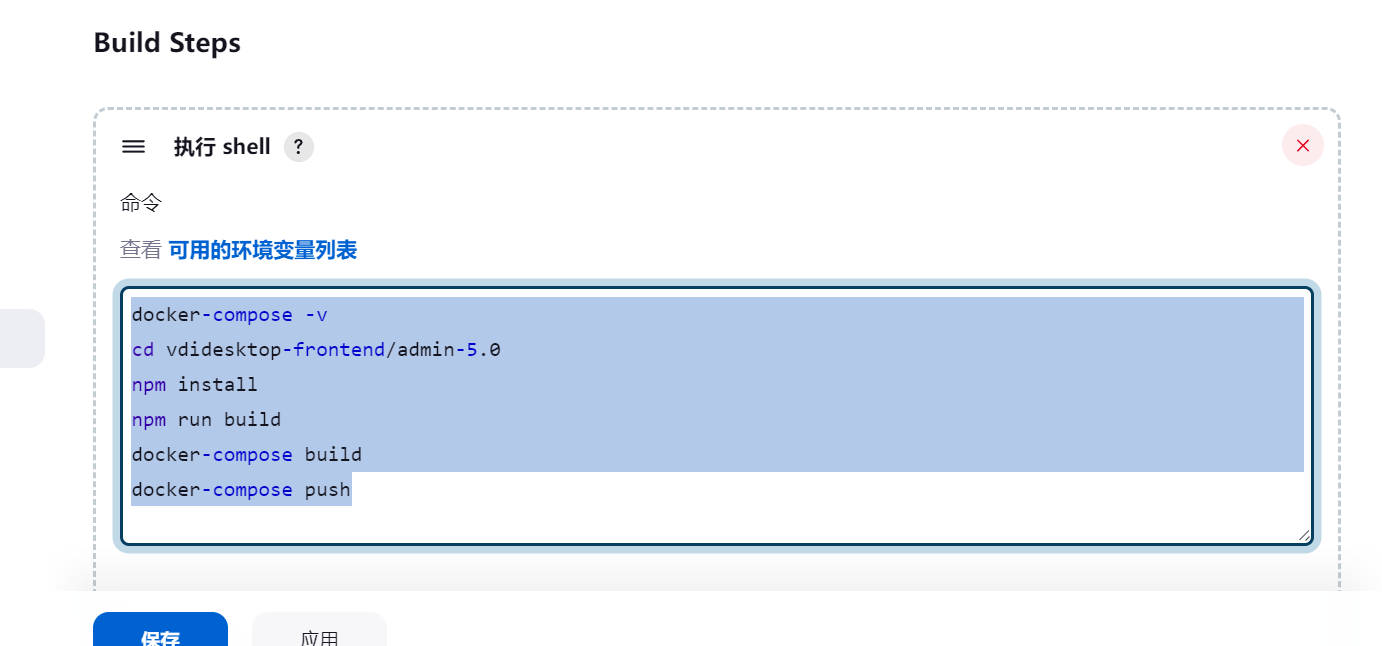 Build Steps
执行 shell ?
命令
查看 可用的环境变量列表
docker-compose -v
cd vdidesktop-frontend/admin-5.0
npm install
npm run build
docker-compose build
docker-compose push
保存 应用